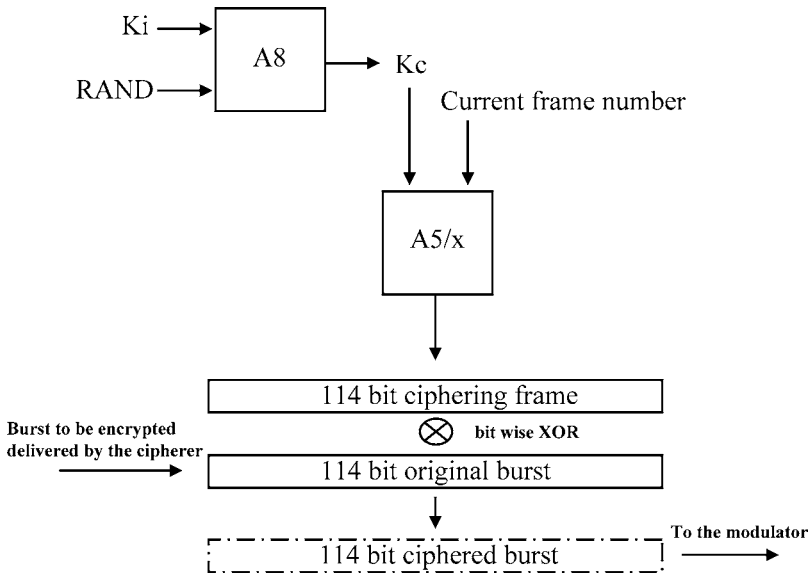 Ki
A8
Kc
RAND
Current frame number
A5/x
114 bit ciphering frame
Burst to be encrypted
delivered by the cipherer
bit wise XOR
114 bit original burst
To the modulator
114 bit ciphered burst